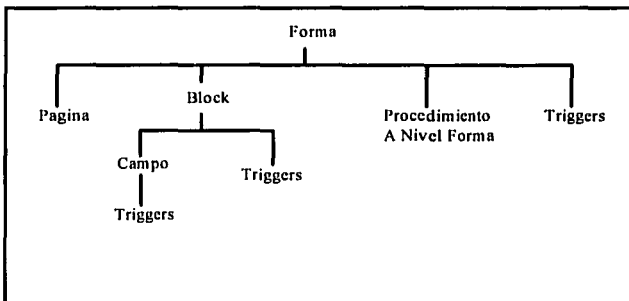 Forma
Pagina
Block
Procedimiento
A Nivel Forma
Triggers
Campo
Triggers
Triggers